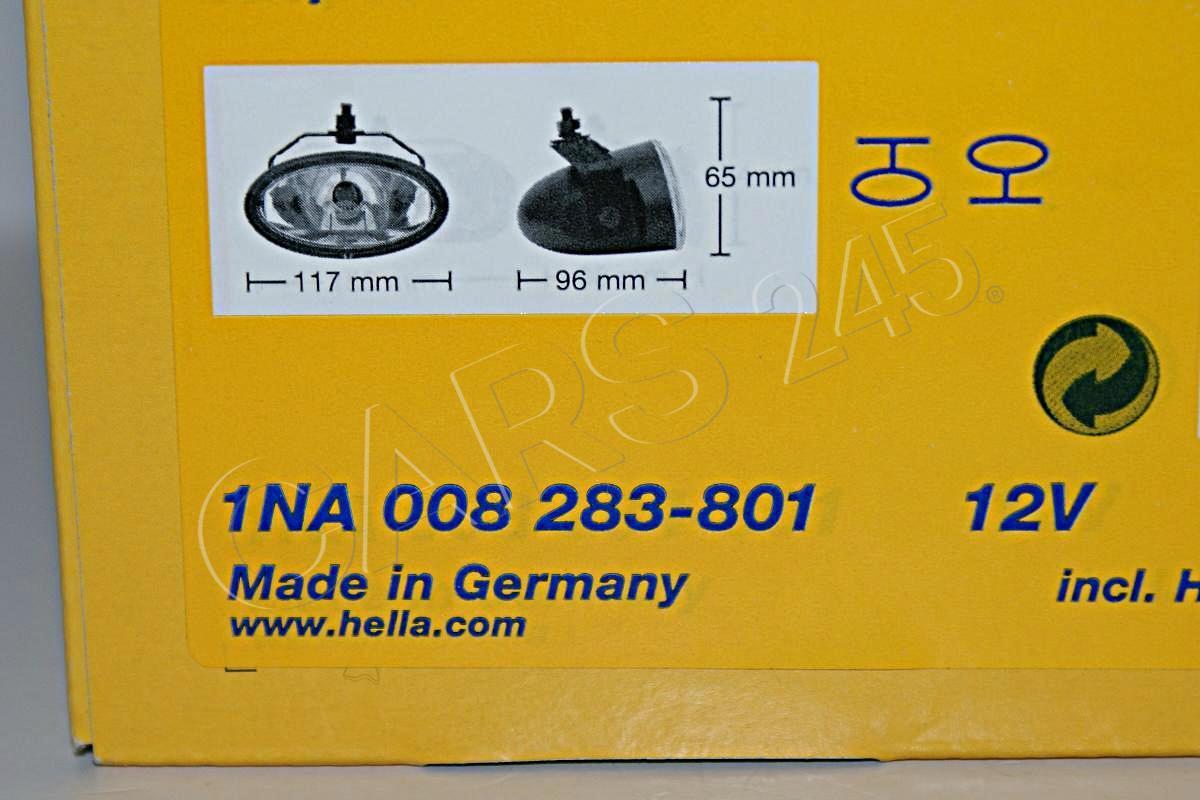 65 mm
117 mm
96 mm
CARS 245®
1NA 008 283-801
12V
Made in Germany
incl. H
www.hella.com